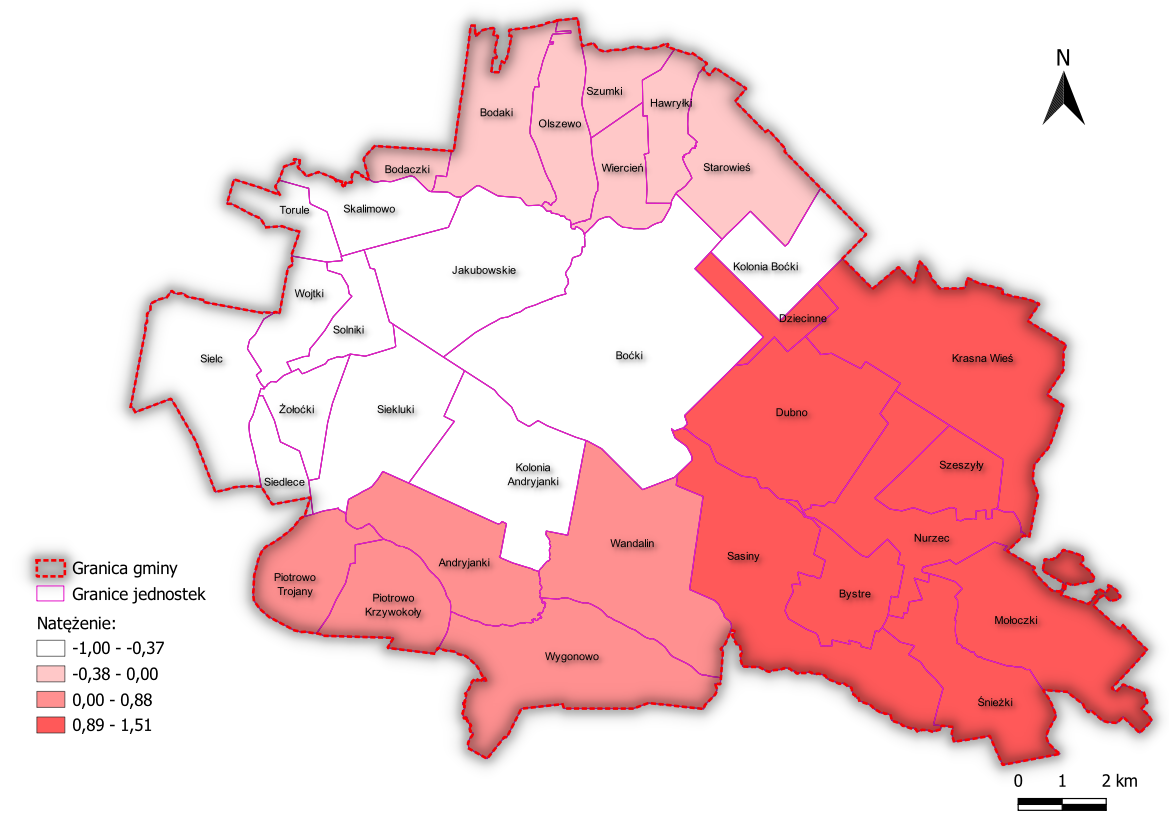 N
Szumki
Hawryłki
Bodaki
Olszewo
Bodaczki
Wiercień
Starowieś
Torule
Skalimowo
Jakubowskie
Kolonia Boćki
Wojtki
Dziecinne
Solniki
Sielc
Boćki
Krasna Wieś
Żołoćki
Siekluki
Dubno
Kolonia
Andryjanki
Szeszyły
Siedlece
Wandalin
Nurzec
Sasiny
Andryjanki
Piotrowo
Trojany
Piotrowo
Krzywokoły
Bystre
Mołoczki
Wygonowo
Śnieżki
Granica gminy
Granice jednostek
Natężenie:
-1,00 - -0,37
-0,38 - 0,00
0,00 - 0,88
0,89 - 1,51
0 1 2 km